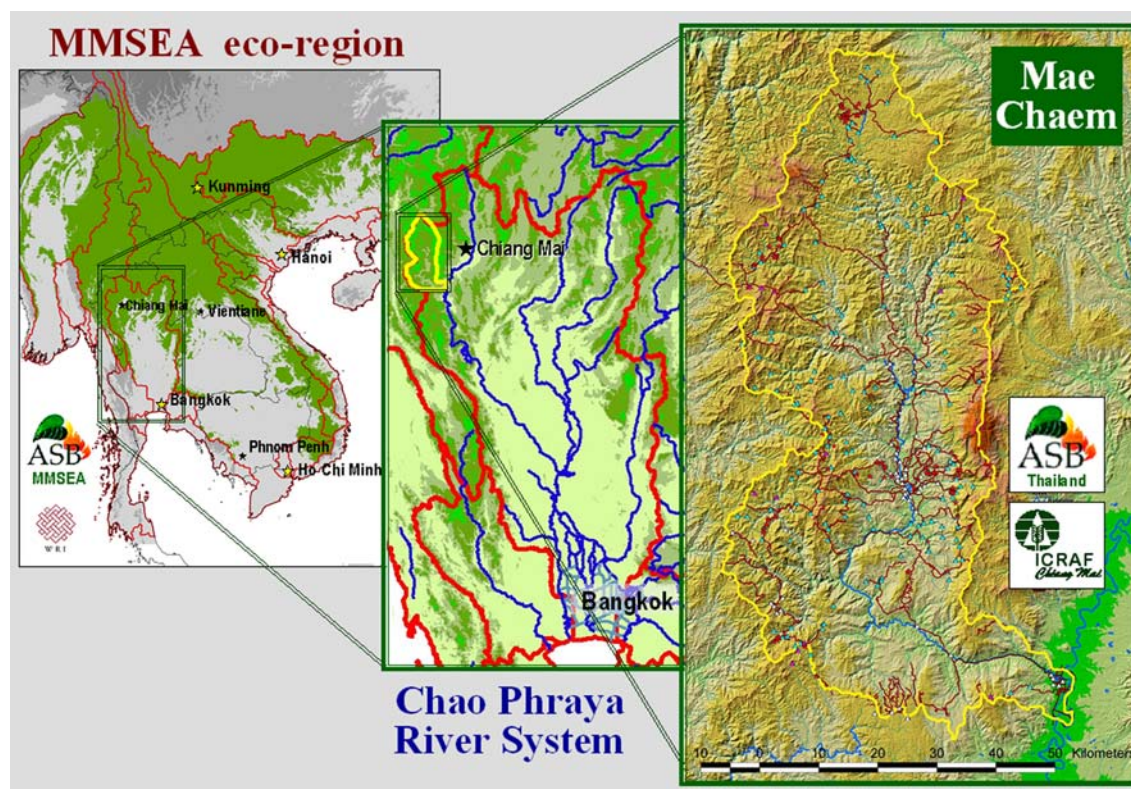 MMSEA eco-region
Kunming
Hanoi
Chiang Mai
Vientiane
Bangkok
Phnom Penh
Ho Chi Minh
ASB
MMSEA
W R I
Chiang Mai
Bangkok
Chao Phraya
River System
Mae
Chaem
ASB
Thailand
ICRAF
Chiang Mai
10 0 10 20 30 40 50 Kilometers